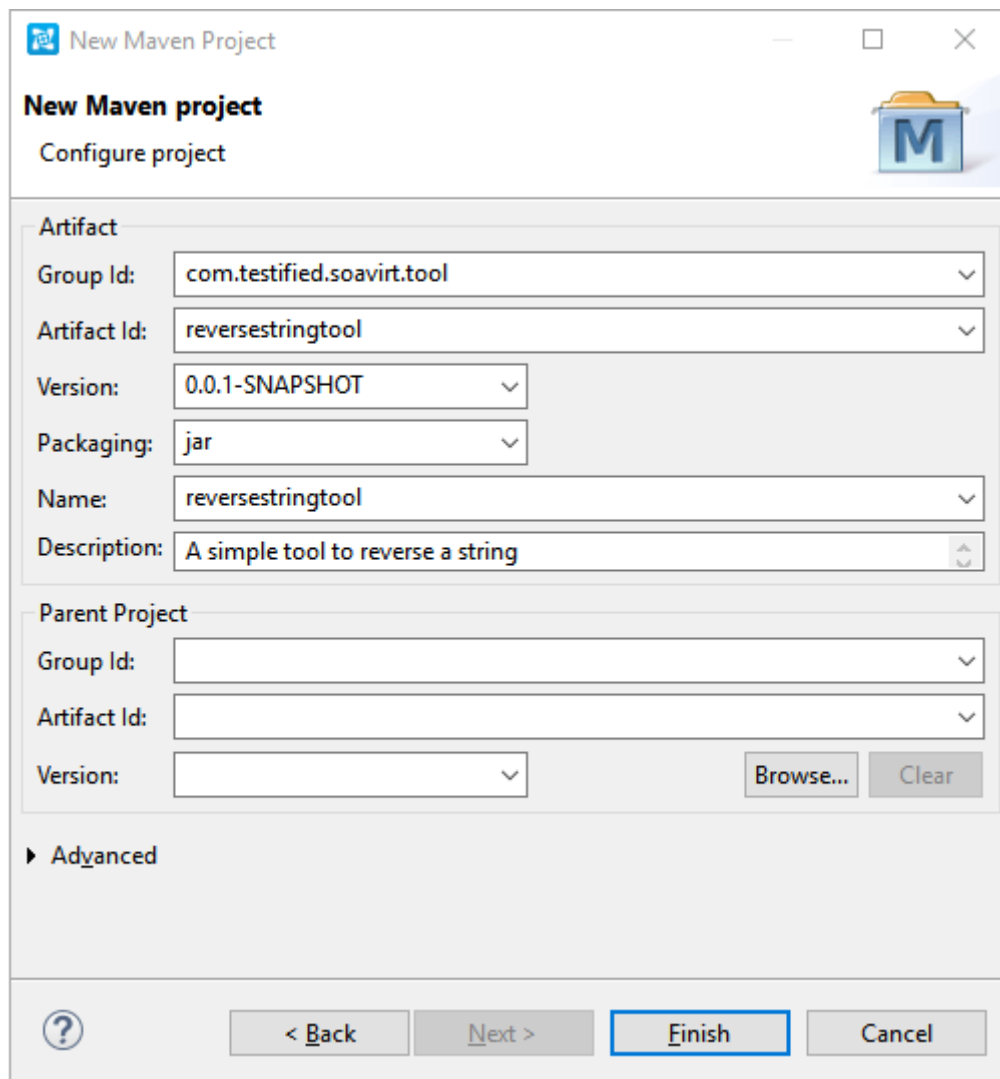 New Maven Project
New Maven project
Configure project
M
Artifact
Group Id: com.testified.soavirt.tool
Artifact Id: reversestringtool
Version: 0.0.1-SNAPSHOT
Packaging: jar
Name: reversestringtool
Description: A simple tool to reverse a string
Parent Project
Group Id:
Artifact Id:
Version: Browse... Clear
Advanced
? < Back Next > Finish Cancel